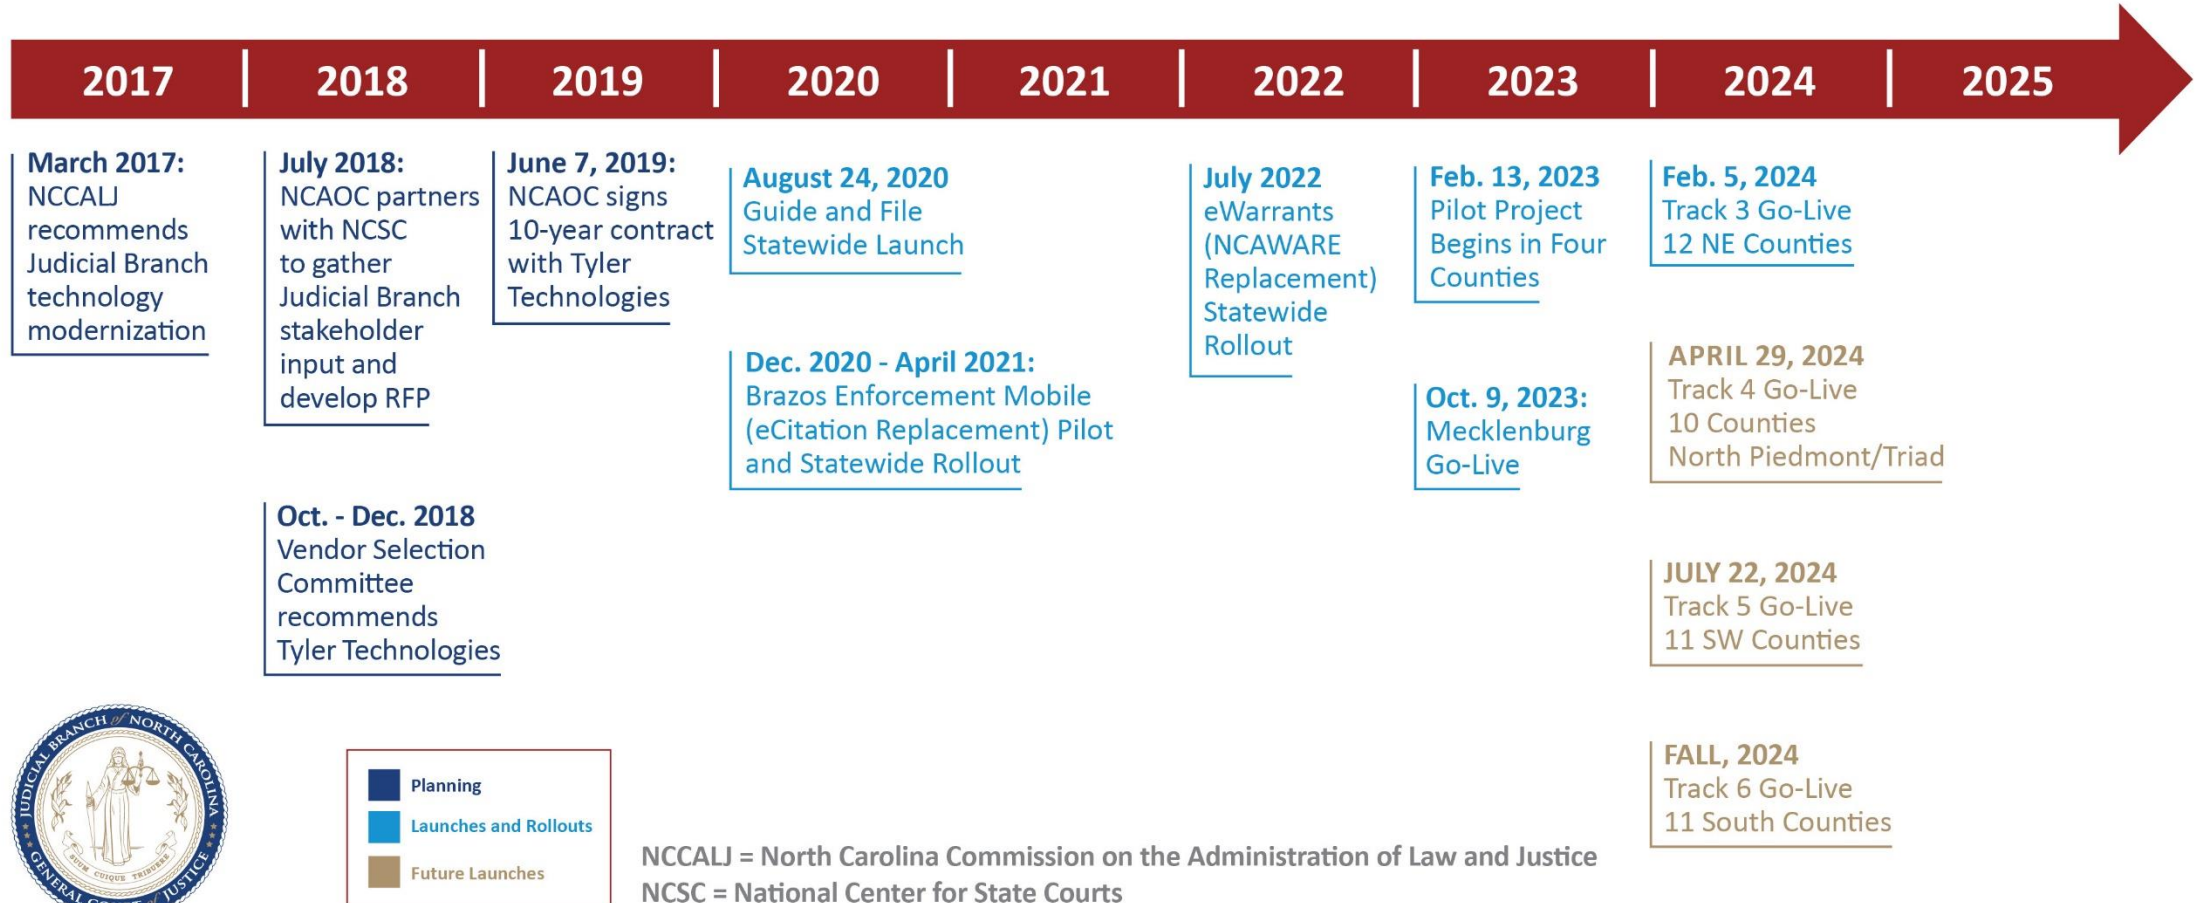 2017 2018 2019 2020 2021 2022 2023 2024 2025
March 2017:
NCCALJ
recommends
Judicial Branch
technology
modernization
July 2018:
NCAOC partners
with NCSC
to gather
Judicial Branch
stakeholder
input and
develop RFP
Oct. - Dec. 2018
Vendor Selection
Committee
recommends
Tyler Technologies
June 7, 2019:
NCAOC signs
10-year contract
with Tyler
Technologies
August 24, 2020
Guide and File
Statewide Launch
Dec. 2020 - April 2021:
Brazos Enforcement Mobile
(eCitation Replacement) Pilot
and Statewide Rollout
July 2022
eWarrants
(NCAWARE
Replacement)
Statewide
Rollout
Feb. 13, 2023
Pilot Project
Begins in Four
Counties
Oct. 9, 2023:
Mecklenburg
Go-Live
Feb. 5, 2024
Track 3 Go-Live
12 NE Counties
APRIL 29, 2024
Track 4 Go-Live
10 Counties
North Piedmont/Triad
JULY 22, 2024
Track 5 Go-Live
11 SW Counties
FALL, 2024
Track 6 Go-Live
11 South Counties
JUDICIAL BRANCH of NORTH CAROLINA
SUUM CUIQUE TRIBUERE
GENERAL COURT of JUSTICE
Planning
Launches and Rollouts
Future Launches
NCCALJ = North Carolina Commission on the Administration of Law and Justice
NCSC = National Center for State Courts